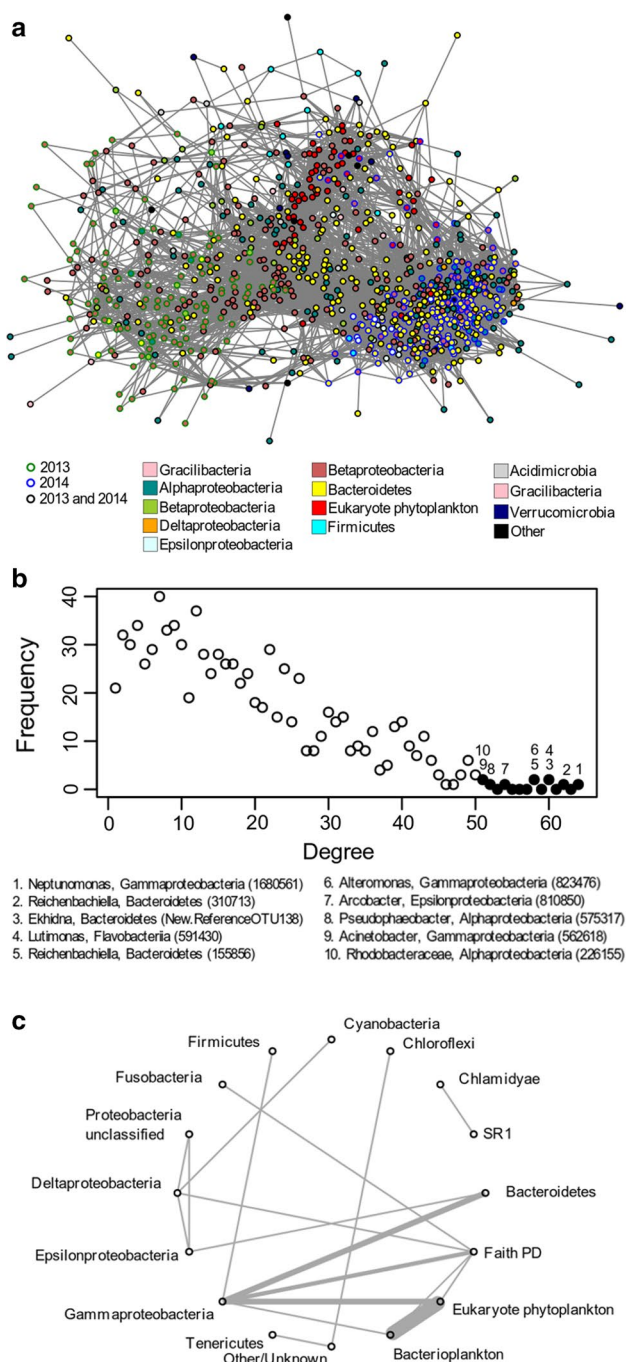 a
2013
2014
2013 and 2014
Gracilibacteria
Alphaproteobacteria
Betaproteobacteria
Deltaproteobacteria
Epsilonproteobacteria
Betaproteobacteria
Bacteroidetes
Eukaryote phytoplankton
Firmicutes
Acidimicrobia
Gracilibacteria
Verrucomicrobia
Other
b
Frequency
40
30
20
10
0
10 6 4
9 8 7 5 3 2 1
0 10 20 30 40 50 60
Degree
1. Neptunomonas, Gammaproteobacteria (1680561)
2. Reichenbachiella, Bacteroidetes (310713)
3. Ekhidna, Bacteroidetes (New.ReferenceOTU138)
4. Lutimonas, Flavobacteriia (591430)
5. Reichenbachiella, Bacteroidetes (155856)
6. Alteromonas, Gammaproteobacteria (823476)
7. Arcobacter, Epsilonproteobacteria (810850)
8. Pseudophaeobacter, Alphaproteobacteria (575317)
9. Acinetobacter, Gammaproteobacteria (562618)
10. Rhodobacteraceae, Alphaproteobacteria (226155)
c
Cyanobacteria
Firmicutes
Chloroflexi
Fusobacteria
Chlamidyae
Proteobacteria
unclassified
SR1
Deltaproteobacteria
Bacteroidetes
Epsilonproteobacteria
Faith PD
Gammaproteobacteria
Eukaryote phytoplankton
Tenericutes
Other/Unknown
Bacterioplankton